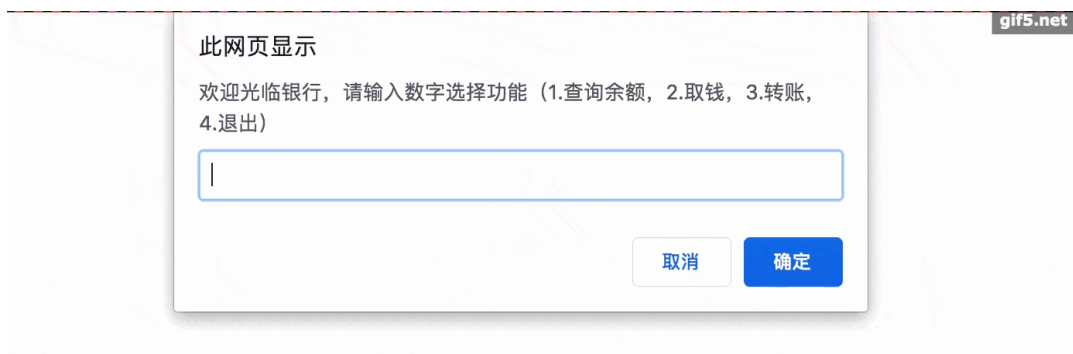 gif5.net
此网页显示
欢迎光临银行，请输入数字选择功能（1.查询余额，2.取钱，3.转账，
4.退出）
取消
确定